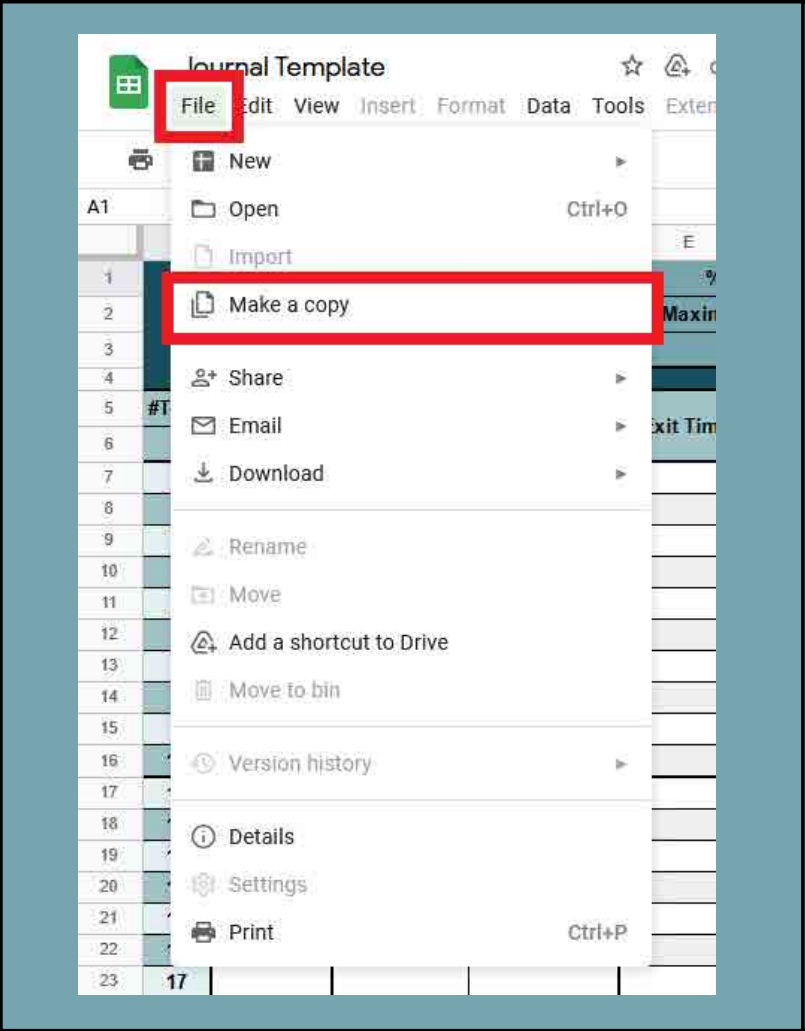 Journal Template
File Edit View Insert Format Data Tools
A1
New
Open Ctrl+O
E
Import
1 %
Make a copy
2
3
4
Share
5 #T
Email
6
7 Download
8
9
Rename
10
11 Move
12
Add a shortcut to Drive
13
14 Move to bin
15
16
Version history
17
18
Details
19
20 Settings
21
22 Print Ctrl+P
23 17